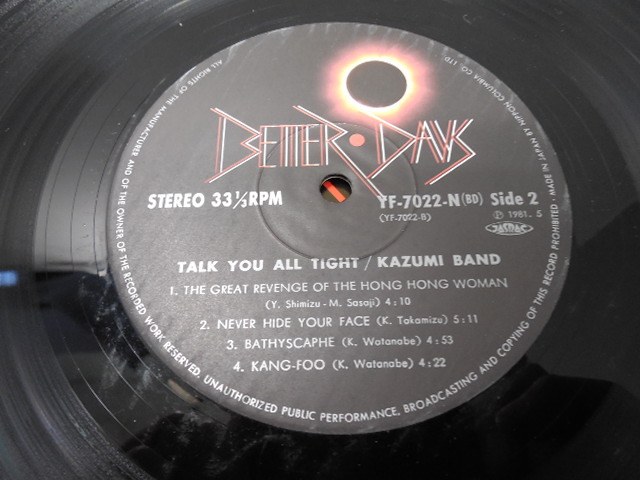 BETTER DAYS
STEREO 33⅓RPM
YF-7022-N(BD) Side 2
(YF-7022-B)
Ⓟ 1981. 5
JASRAC
TALK YOU ALL TIGHT / KAZUMI BAND
1. THE GREAT REVENGE OF THE HONG HONG WOMAN
(Y. Shimizu - M. Sasaji) 4:10
2. NEVER HIDE YOUR FACE (K. Takamizu) 5:11
3. BATHYSCAPHE (K. Watanabe) 4:53
4. KANG-FOO (K. Watanabe) 4:22
ALL RIGHTS OF THE MANUFACTURER AND OF THE OWNER OF THE RECORDED WORK RESERVED. UNAUTHORIZED PUBLIC PERFORMANCE, BROADCASTING AND COPYING OF THIS RECORD PROHIBITED · MADE IN JAPAN BY NIPPON COLUMBIA CO. LTD.